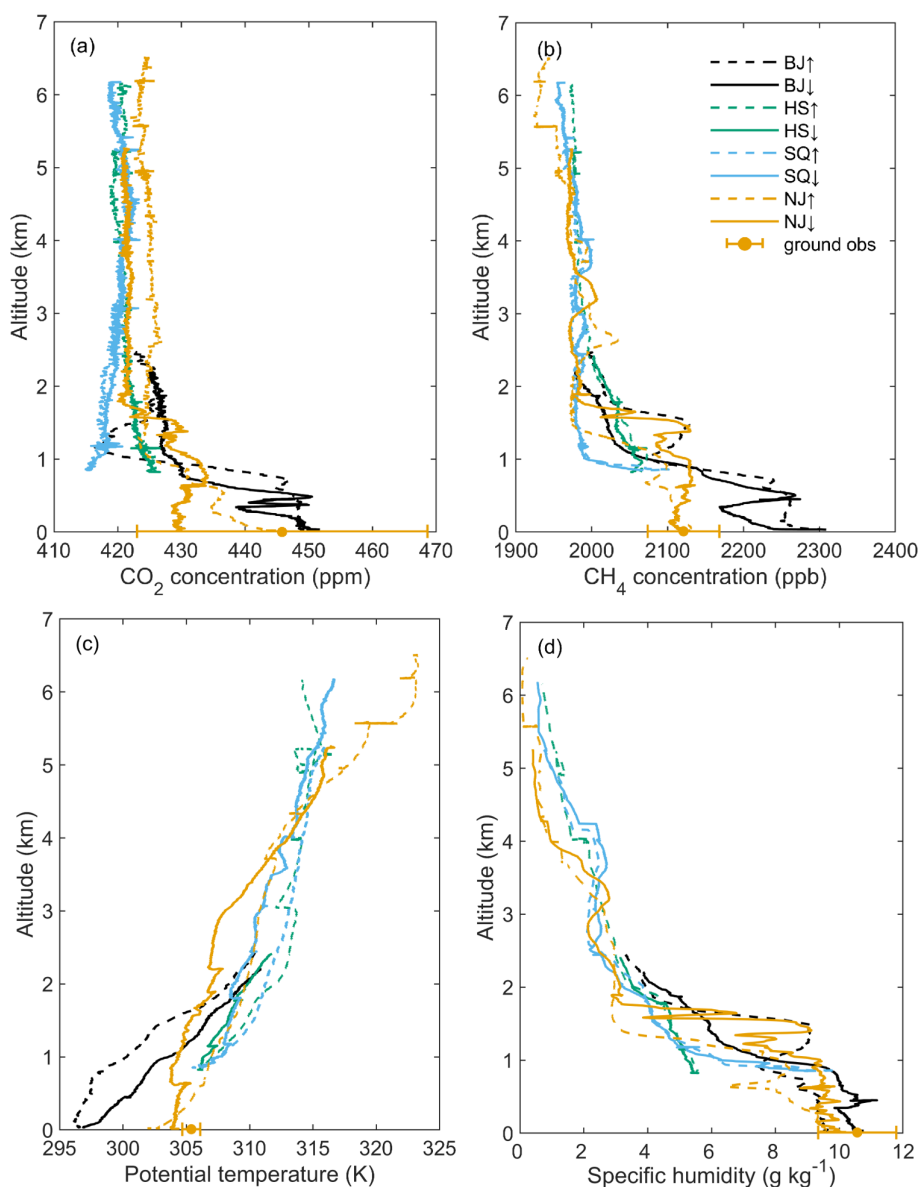 (a)
7
6
5
4
3
2
1
0
Altitude (km)
410 420 430 440 450 460 470
CO2 concentration (ppm)
(b)
7
6
5
4
3
2
1
0
Altitude (km)
BJ↑
BJ↓
HS↑
HS↓
SQ↑
SQ↓
NJ↑
NJ↓
ground obs
1900 2000 2100 2200 2300 2400
CH4 concentration (ppb)
(c)
7
6
5
4
3
2
1
0
Altitude (km)
295 300 305 310 315 320 325
Potential temperature (K)
(d)
7
6
5
4
3
2
1
0
Altitude (km)
0 2 4 6 8 10 12
Specific humidity (g kg-1)